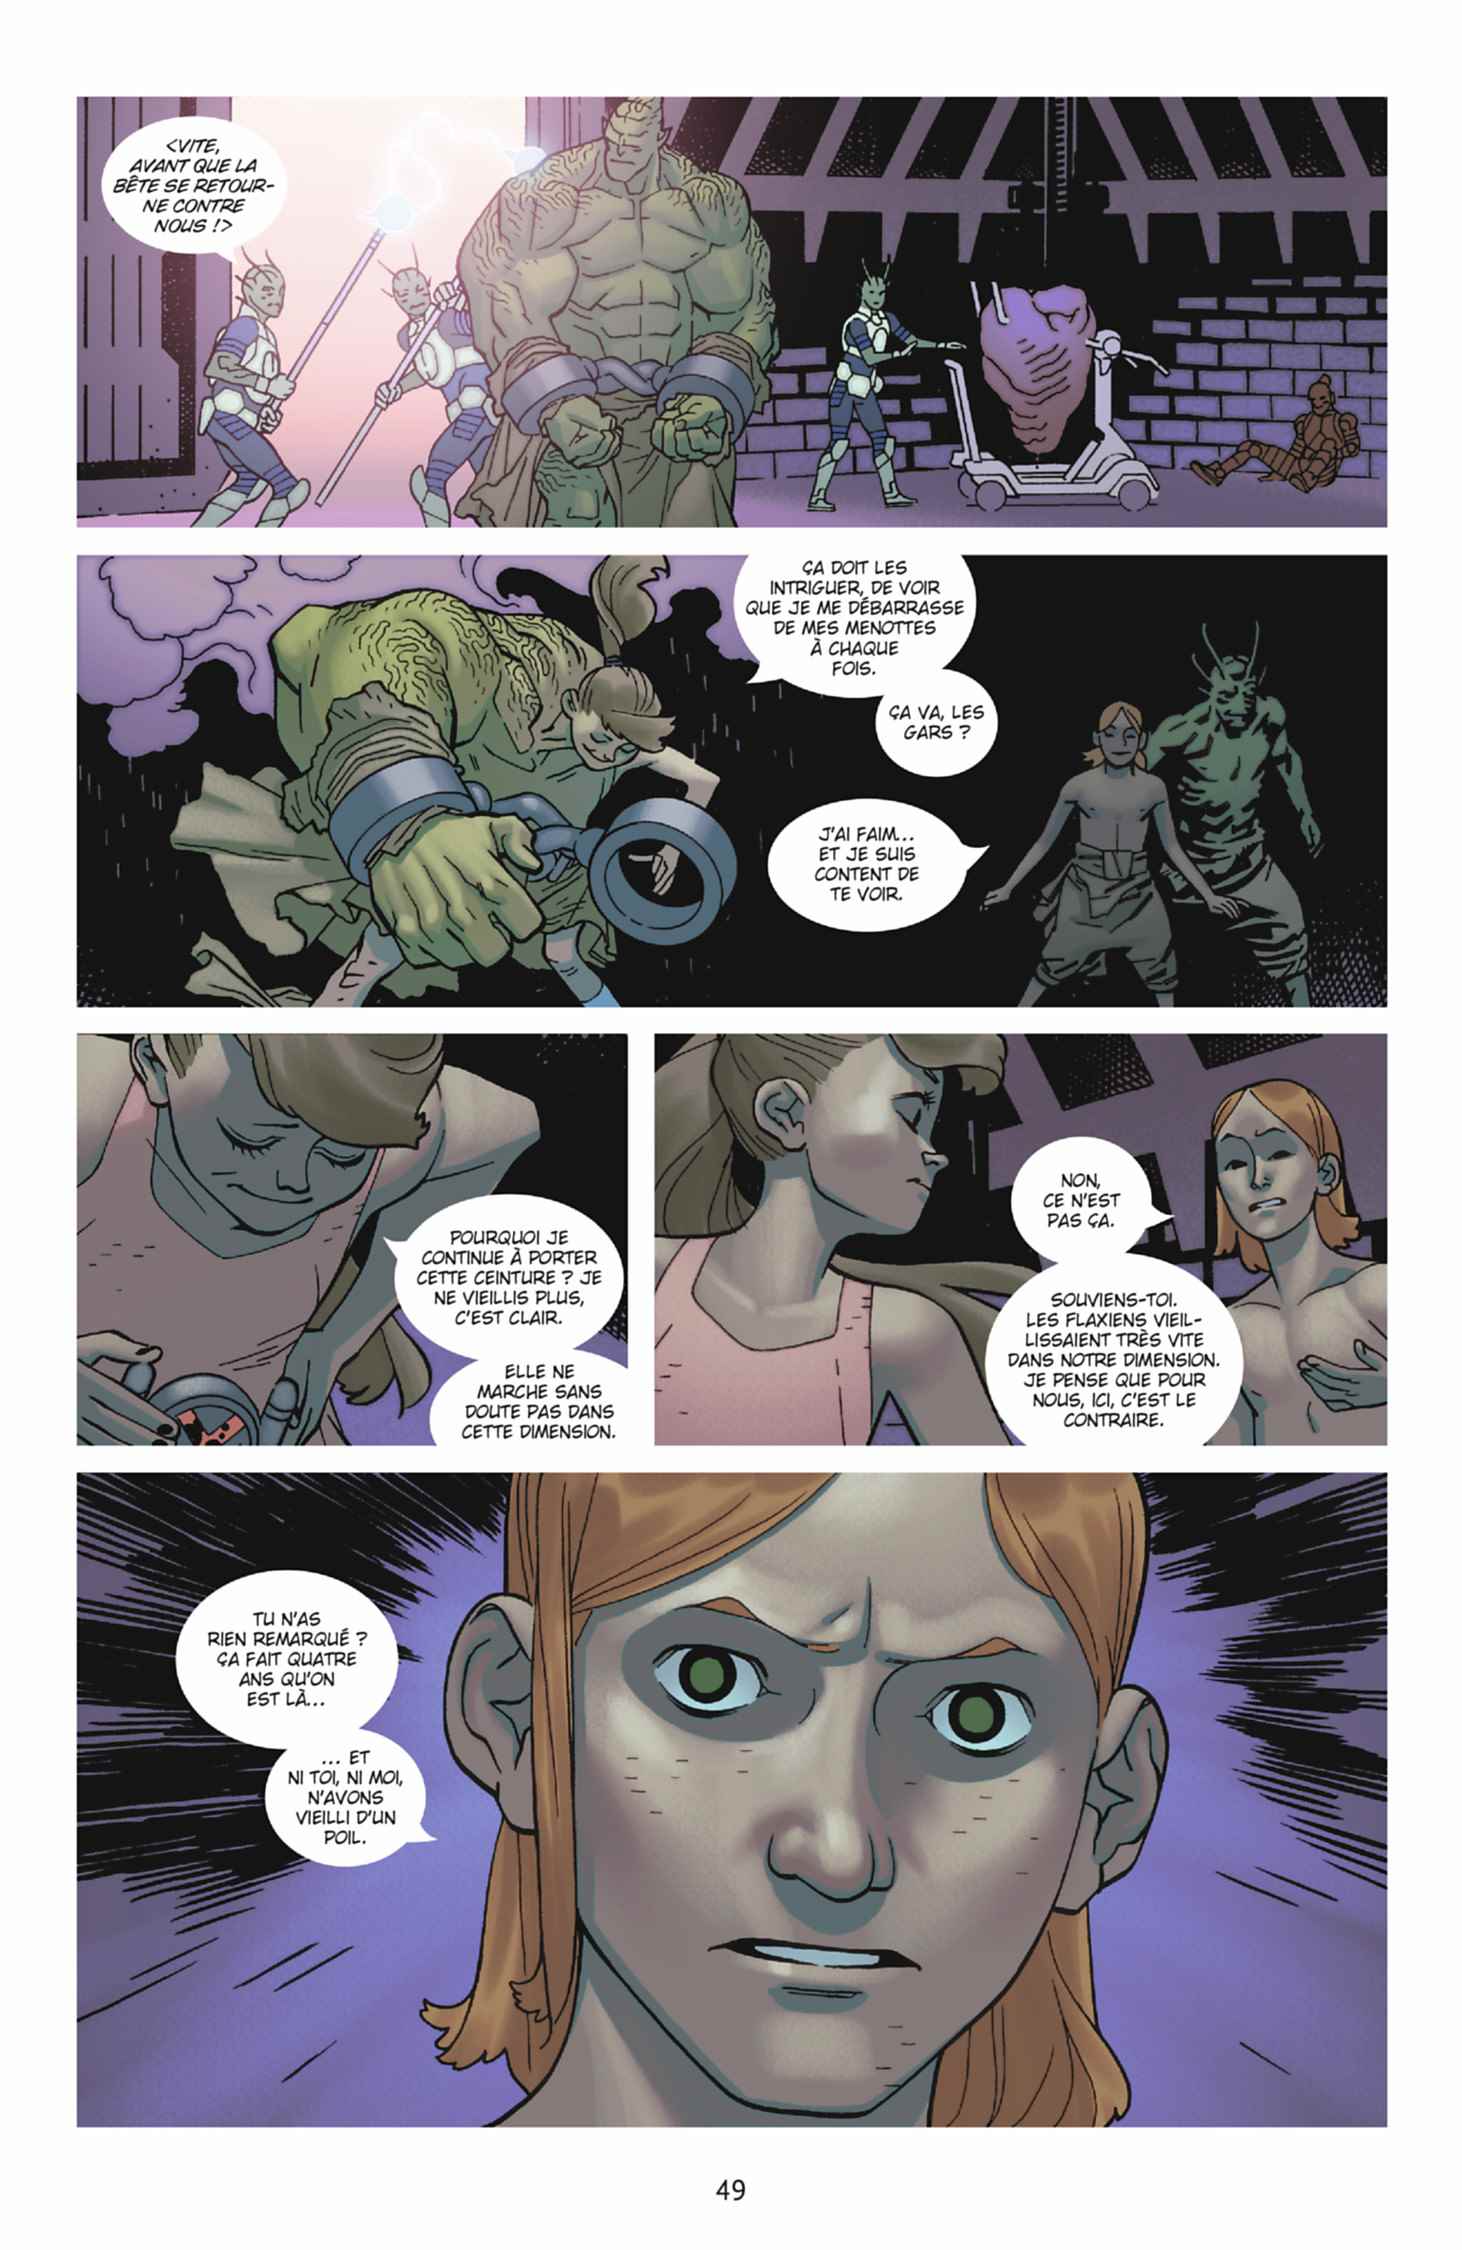 <VITE,
AVANT QUE LA
BÊTE SE RETOUR-
NE CONTRE
NOUS !>
ÇA DOIT LES
INTRIGUER, DE VOIR
QUE JE ME DÉBARRASSE
DE MES MENOTTES
À CHAQUE
FOIS.
ÇA VA, LES
GARS ?
J'AI FAIM...
ET JE SUIS
CONTENT DE
TE VOIR.
POURQUOI JE
CONTINUE À PORTER
CETTE CEINTURE ? JE
NE VIEILLIS PLUS,
C'EST CLAIR.
ELLE NE
MARCHE SANS
DOUTE PAS DANS
CETTE DIMENSION.
NON,
CE N'EST
PAS ÇA.
SOUVIENS-TOI.
LES FLAXIENS VIEIL-
LISSAIENT TRÈS VITE
DANS NOTRE DIMENSION.
JE PENSE QUE POUR
NOUS, ICI, C'EST LE
CONTRAIRE.
TU N'AS
RIEN REMARQUÉ ?
ÇA FAIT QUATRE
ANS QU'ON
EST LÀ...
... ET
NI TOI, NI MOI,
N'AVONS
VIEILLI D'UN
POIL.
49